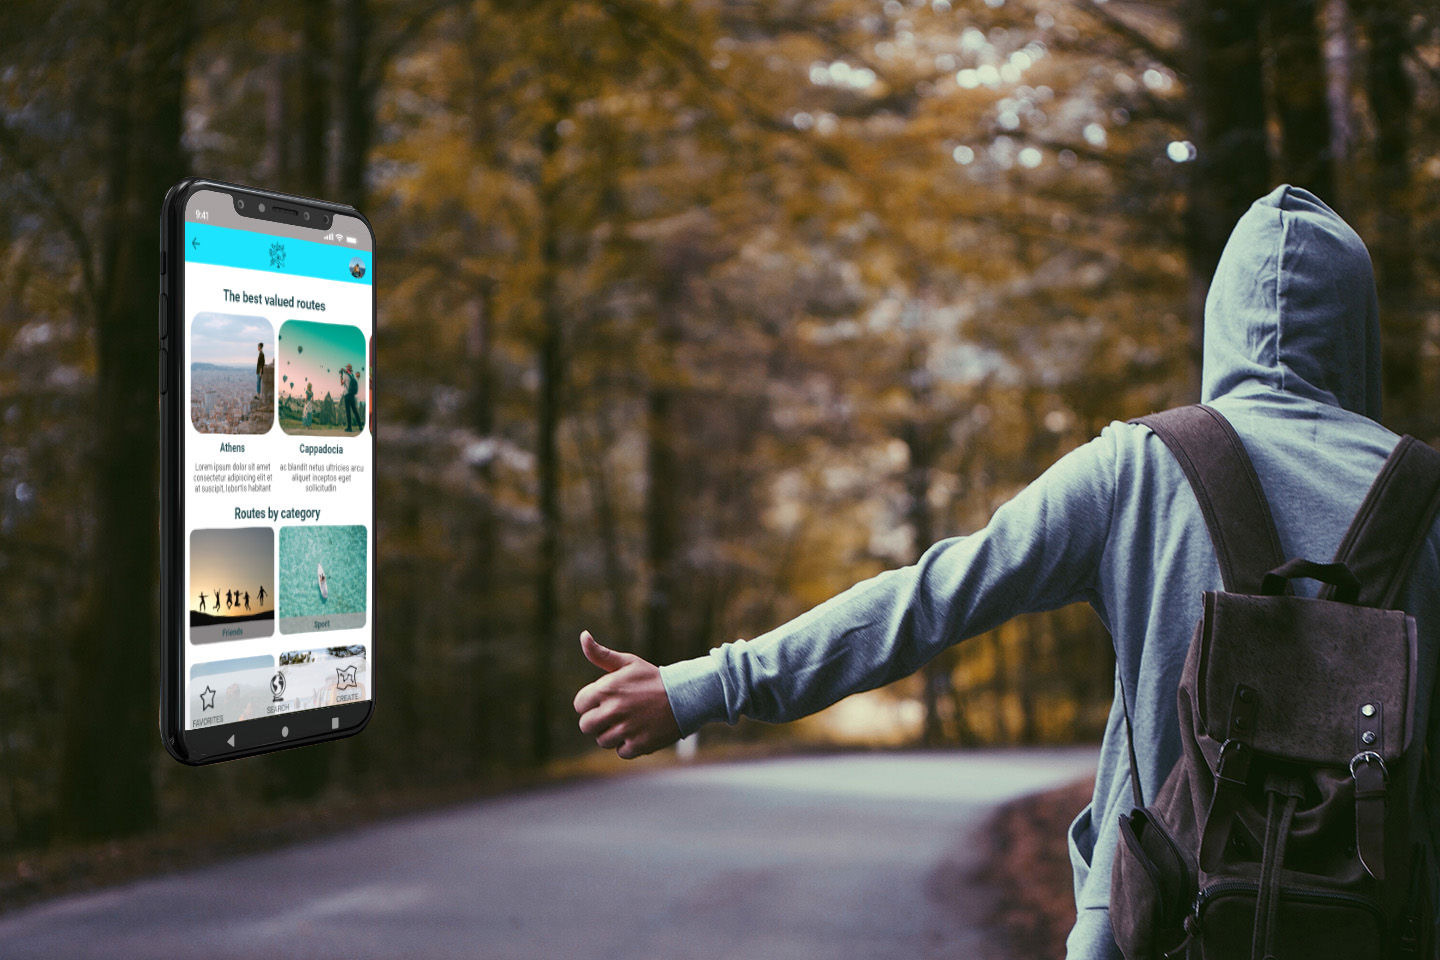 9:41
The best valued routes
Athens
Lorem ipsum dolor sit amet
consectetur adipiscing elit et
at suscipit, lobortis habitant
Cappadocia
ac blandit netus ultricies arcu
aliquet inceptos eget
sollicitudin
Routes by category
Friends
Sport
FAVORITES
SEARCH
CREATE